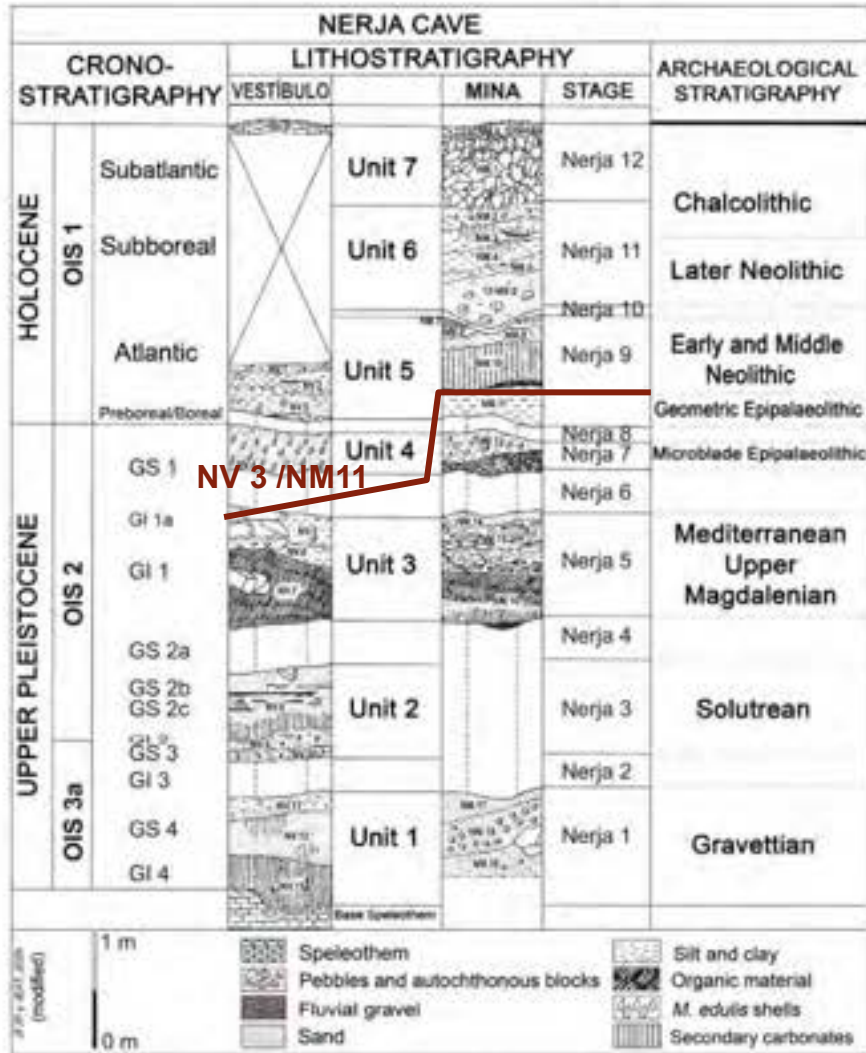 NERJA CAVE
CRONO-
STRATIGRAPHY
LITHOSTRATIGRAPHY
VESTÍBULO
MINA
STAGE
ARCHAEOLOGICAL
STRATIGRAPHY
HOLOCENE
UPPER PLEISTOCENE
OIS 1
OIS 2
OIS 3a
Subatlantic
Subboreal
Atlantic
Preboreal/Boreal
GS 1
GI 1a
GI 1
GS 2a
GS 2b
GS 2c
GS 3
GI 3
GS 4
GI 4
NV 3 /NM11
Unit 7
Unit 6
Unit 5
Unit 4
Unit 3
Unit 2
Unit 1
Base Speleothem
Nerja 12
Nerja 11
Nerja 10
Nerja 9
Nerja 8
Nerja 7
Nerja 6
Nerja 5
Nerja 4
Nerja 3
Nerja 2
Nerja 1
Chalcolithic
Later Neolithic
Early and Middle
Neolithic
Geometric Epipalaeolithic
Microblade Epipalaeolithic
Mediterranean
Upper
Magdalenian
Solutrean
Gravettian
(modified)
1 m
0 m
Speleothem
Pebbles and autochthonous blocks
Fluvial gravel
Sand
Silt and clay
Organic material
M. edulis shells
Secondary carbonates